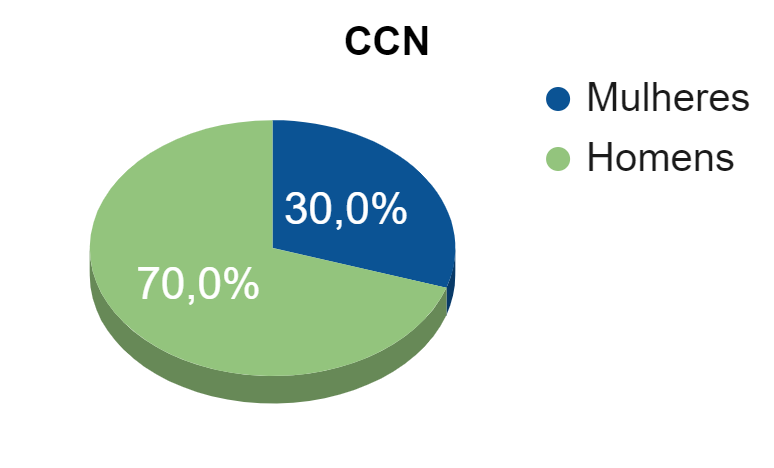 CCN
Mulheres
Homens
30,0%
70,0%